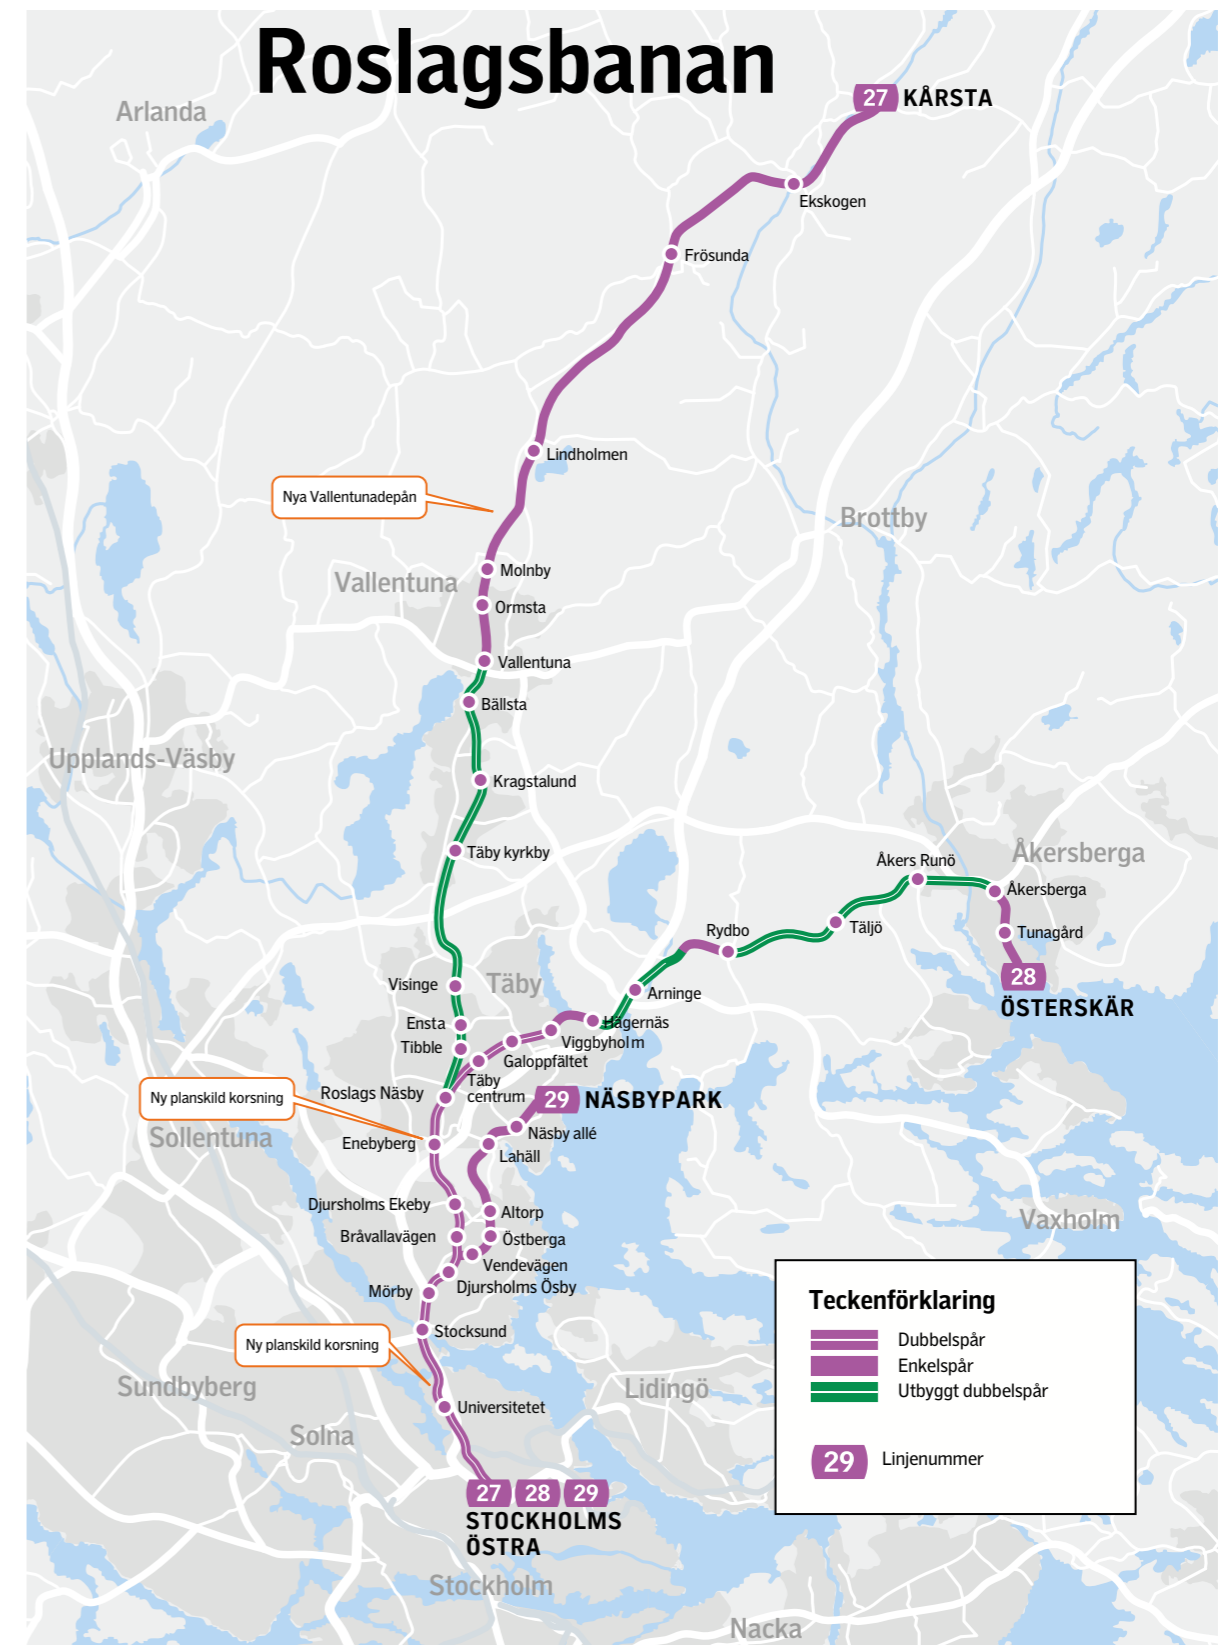 Roslagsbanan
Arlanda
27 KÅRSTA
Ekskogen
Frösunda
Lindholmen
Nya Vallentunadepån
Brottby
Molnby
Vallentuna
Ormsta
Vallentuna
Bällsta
Upplands-Väsby
Kragstalund
Täby kyrkby
Åkers Runö
Åkersberga
Åkersberga
Täljö
Rydbo
Tunagård
28
ÖSTERSKÄR
Visinge
Täby
Arninge
Ensta
Hägernäs
Tibble
Viggbyholm
Galoppfältet
Roslags Näsby
Täby
centrum
Ny planskild korsning
29 NÄSBYPARK
Sollentuna
Enebyberg
Näsby allé
Lahäll
Djursholms Ekeby
Altorp
Vaxholm
Bråvallavägen
Östberga
Vendevägen
Djursholms Ösby
Mörby
Stocksund
Ny planskild korsning
Sundbyberg
Lidingö
Universitetet
Solna
27 28 29
STOCKHOLMS
ÖSTRA
Stockholm
Nacka
Teckenförklaring
Dubbelspår
Enkelspår
Utbyggt dubbelspår
29 Linjenummer